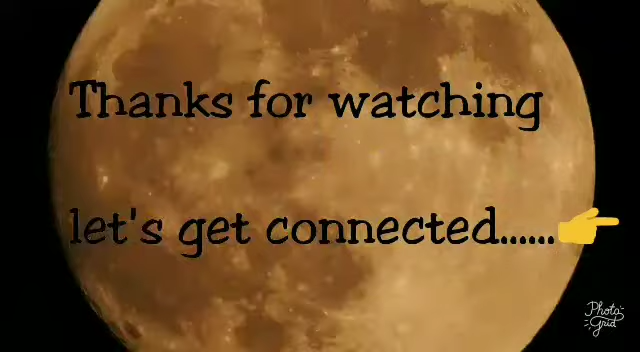 Thanks for watching
let's get connected......👉
Photo
Grid